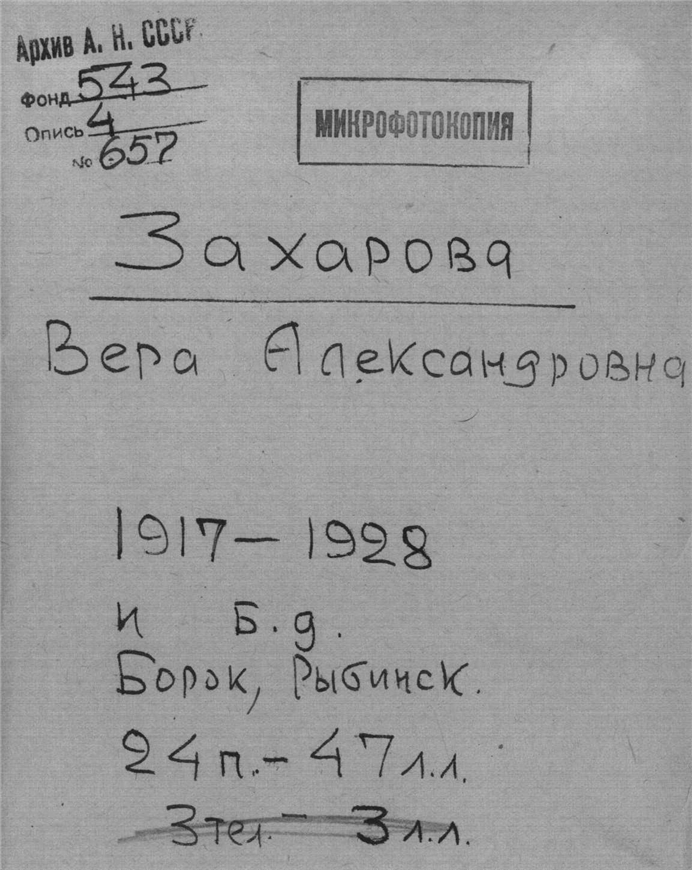 Архив А. Н. СССР.
Фонд 543
Опись 4
№ 657
МИКРОФОТОКОПИЯ
Захарова
Вера Александровна
1917 – 1928
и Б.д.
Борок, Рыбинск.
24 п. – 47 л.л.
3 тел. – 3 л.л.